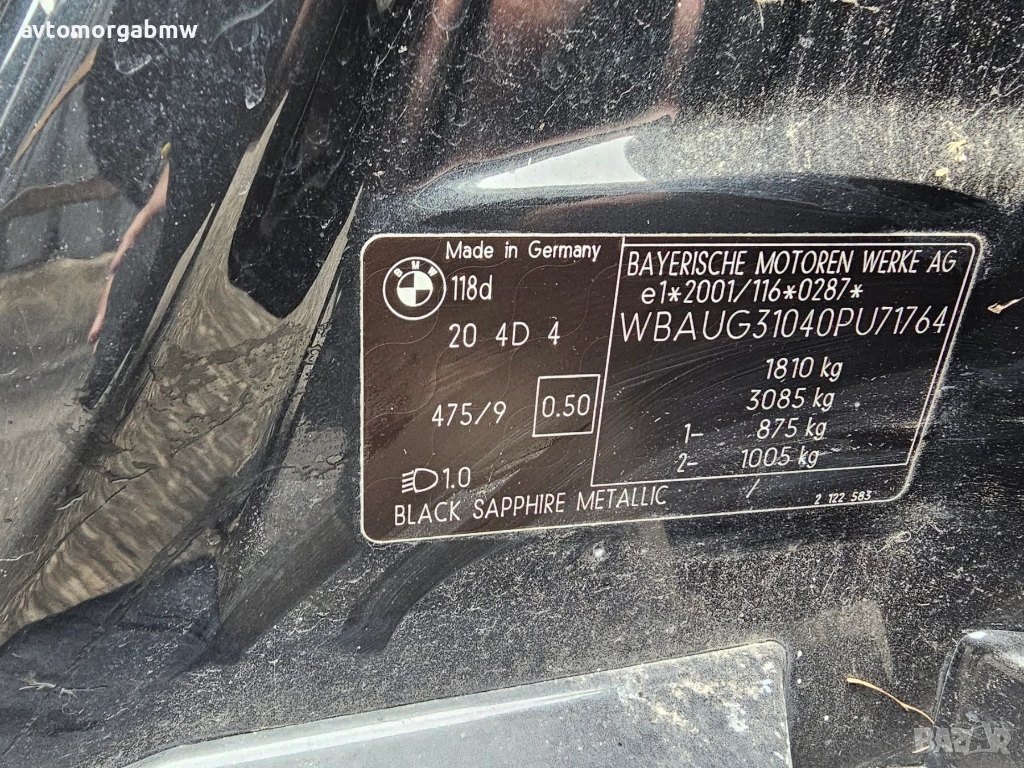 avtomorgabmw
Made in Germany
BMW
118d
20 4D 4
475/9
0.50
1.0
BLACK SAPPHIRE METALLIC /
BAYERISCHE MOTOREN WERKE AG
e1*2001/116*0287*
WBAUG31040PU71764
1810 kg
3085 kg
1- 875 kg
2- 1005 kg
2 122 583
BAZAR